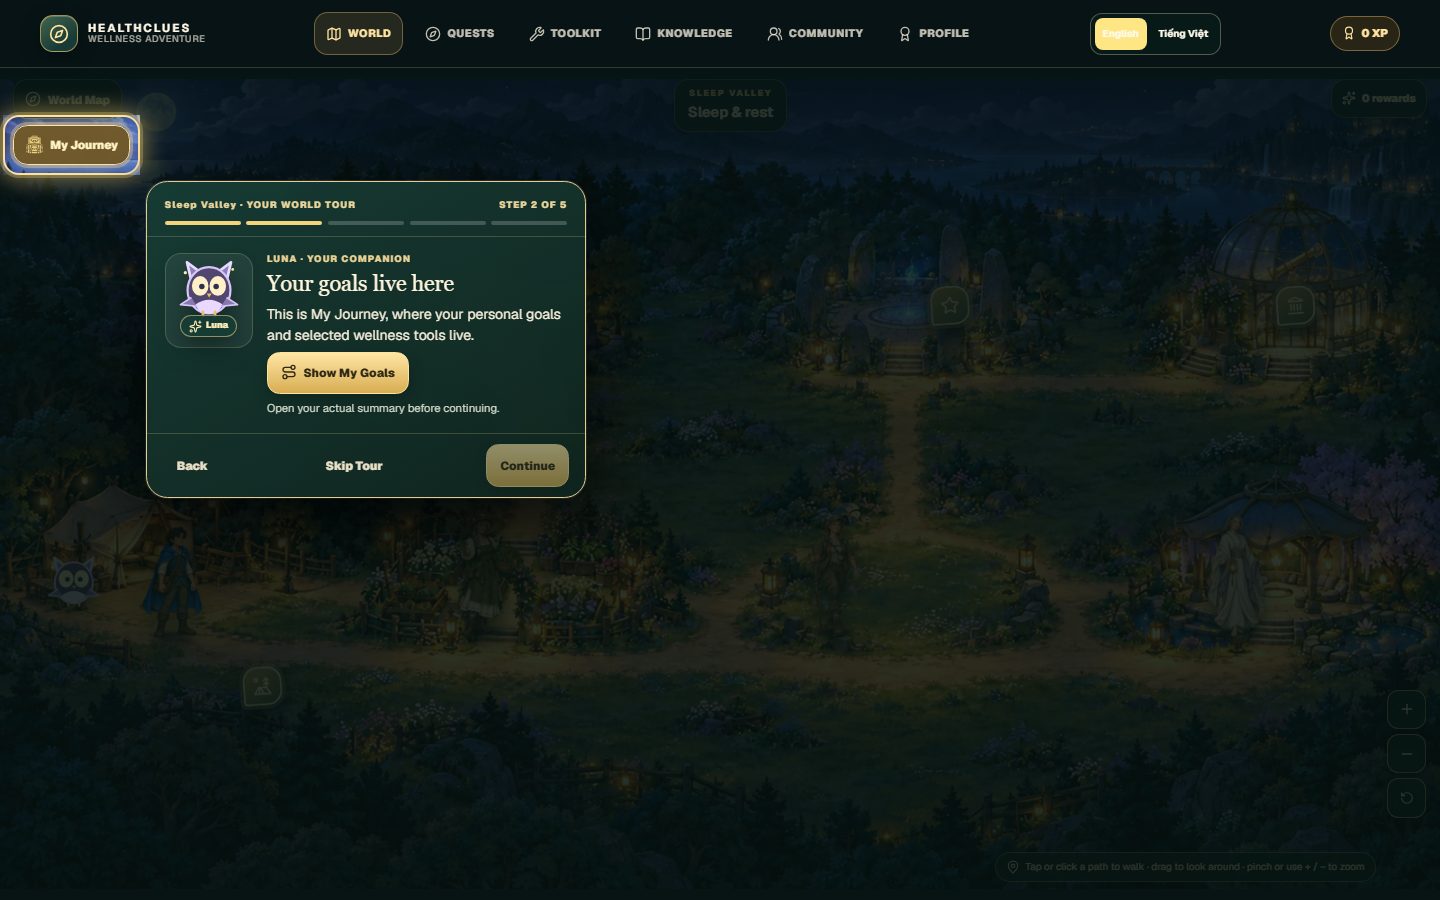 HEALTHCLUES
WELLNESS ADVENTURE
WORLD
QUESTS
TOOLKIT
KNOWLEDGE
COMMUNITY
PROFILE
English
Tiếng Việt
0 XP
World Map
SLEEP VALLEY
Sleep & rest
0 rewards
My Journey
Sleep Valley · YOUR WORLD TOUR
STEP 2 OF 5
LUNA · YOUR COMPANION
Your goals live here
This is My Journey, where your personal goals
and selected wellness tools live.
Luna
Show My Goals
Open your actual summary before continuing.
Back
Skip Tour
Continue
Tap or click a path to walk · drag to look around · pinch or use + / − to zoom